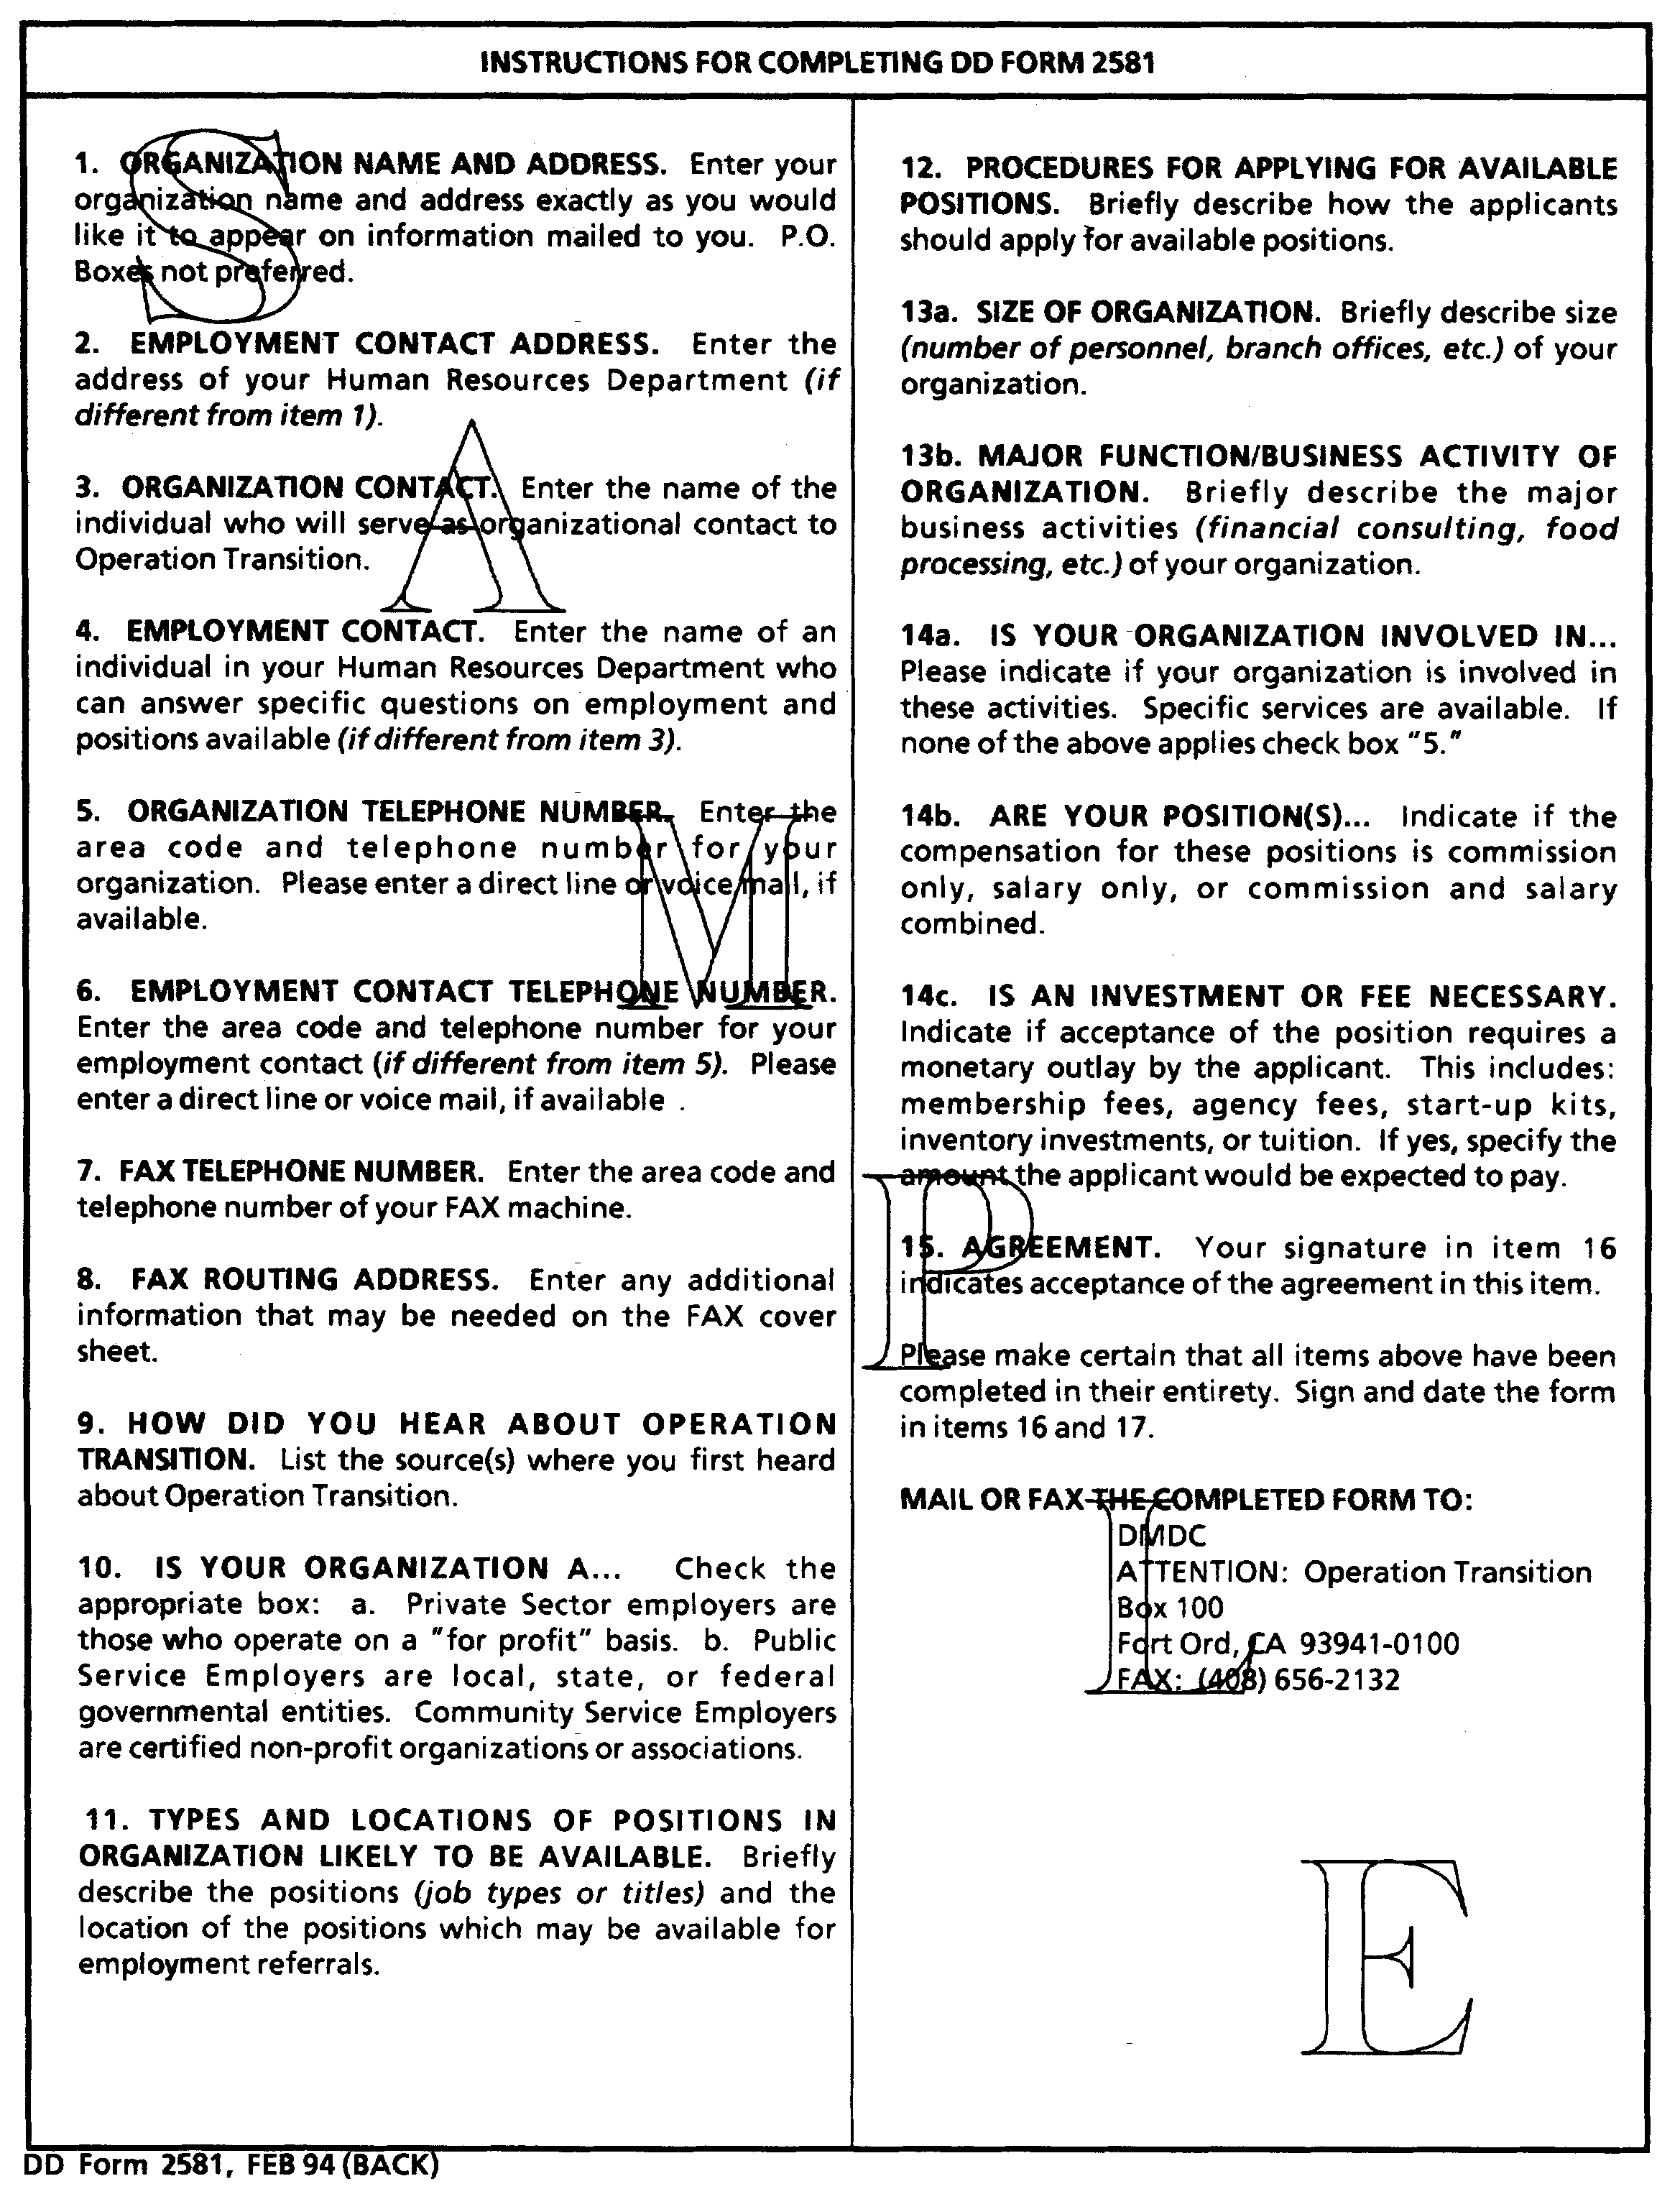 INSTRUCTIONS FOR COMPLETING DD FORM 2581
1. ORGANIZATION NAME AND ADDRESS. Enter your
organization name and address exactly as you would
like it to appear on information mailed to you. P.O.
Boxes not preferred.
2. EMPLOYMENT CONTACT ADDRESS. Enter the
address of your Human Resources Department (if
different from item 1).
3. ORGANIZATION CONTACT. Enter the name of the
individual who will serve as organizational contact to
Operation Transition.
4. EMPLOYMENT CONTACT. Enter the name of an
individual in your Human Resources Department who
can answer specific questions on employment and
positions available (if different from item 3).
5. ORGANIZATION TELEPHONE NUMBER. Enter the
area code and telephone number for your
organization. Please enter a direct line or voice mail, if
available.
6. EMPLOYMENT CONTACT TELEPHONE NUMBER.
Enter the area code and telephone number for your
employment contact (if different from item 5). Please
enter a direct line or voice mail, if available .
7. FAX TELEPHONE NUMBER. Enter the area code and
telephone number of your FAX machine.
8. FAX ROUTING ADDRESS. Enter any additional
information that may be needed on the FAX cover
sheet.
9. HOW DID YOU HEAR ABOUT OPERATION
TRANSITION. List the source(s) where you first heard
about Operation Transition.
10. IS YOUR ORGANIZATION A... Check the
appropriate box: a. Private Sector employers are
those who operate on a "for profit" basis. b. Public
Service Employers are local, state, or federal
governmental entities. Community Service Employers
are certified non-profit organizations or associations.
11. TYPES AND LOCATIONS OF POSITIONS IN
ORGANIZATION LIKELY TO BE AVAILABLE. Briefly
describe the positions (job types or titles) and the
location of the positions which may be available for
employment referrals.
12. PROCEDURES FOR APPLYING FOR AVAILABLE
POSITIONS. Briefly describe how the applicants
should apply for available positions.
13a. SIZE OF ORGANIZATION. Briefly describe size
(number of personnel, branch offices, etc.) of your
organization.
13b. MAJOR FUNCTION/BUSINESS ACTIVITY OF
ORGANIZATION. Briefly describe the major
business activities (financial consulting, food
processing, etc.) of your organization.
14a. IS YOUR ORGANIZATION INVOLVED IN...
Please indicate if your organization is involved in
these activities. Specific services are available. If
none of the above applies check box "5."
14b. ARE YOUR POSITION(S)... Indicate if the
compensation for these positions is commission
only, salary only, or commission and salary
combined.
14c. IS AN INVESTMENT OR FEE NECESSARY.
Indicate if acceptance of the position requires a
monetary outlay by the applicant. This includes:
membership fees, agency fees, start-up kits,
inventory investments, or tuition. If yes, specify the
amount the applicant would be expected to pay.
15. AGREEMENT. Your signature in item 16
indicates acceptance of the agreement in this item.
Please make certain that all items above have been
completed in their entirety. Sign and date the form
in items 16 and 17.
MAIL OR FAX THE COMPLETED FORM TO:
DMDC
ATTENTION: Operation Transition
Box 100
Fort Ord, CA 93941-0100
FAX: (408) 656-2132
SAMPLE
DD Form 2581, FEB 94 (BACK)